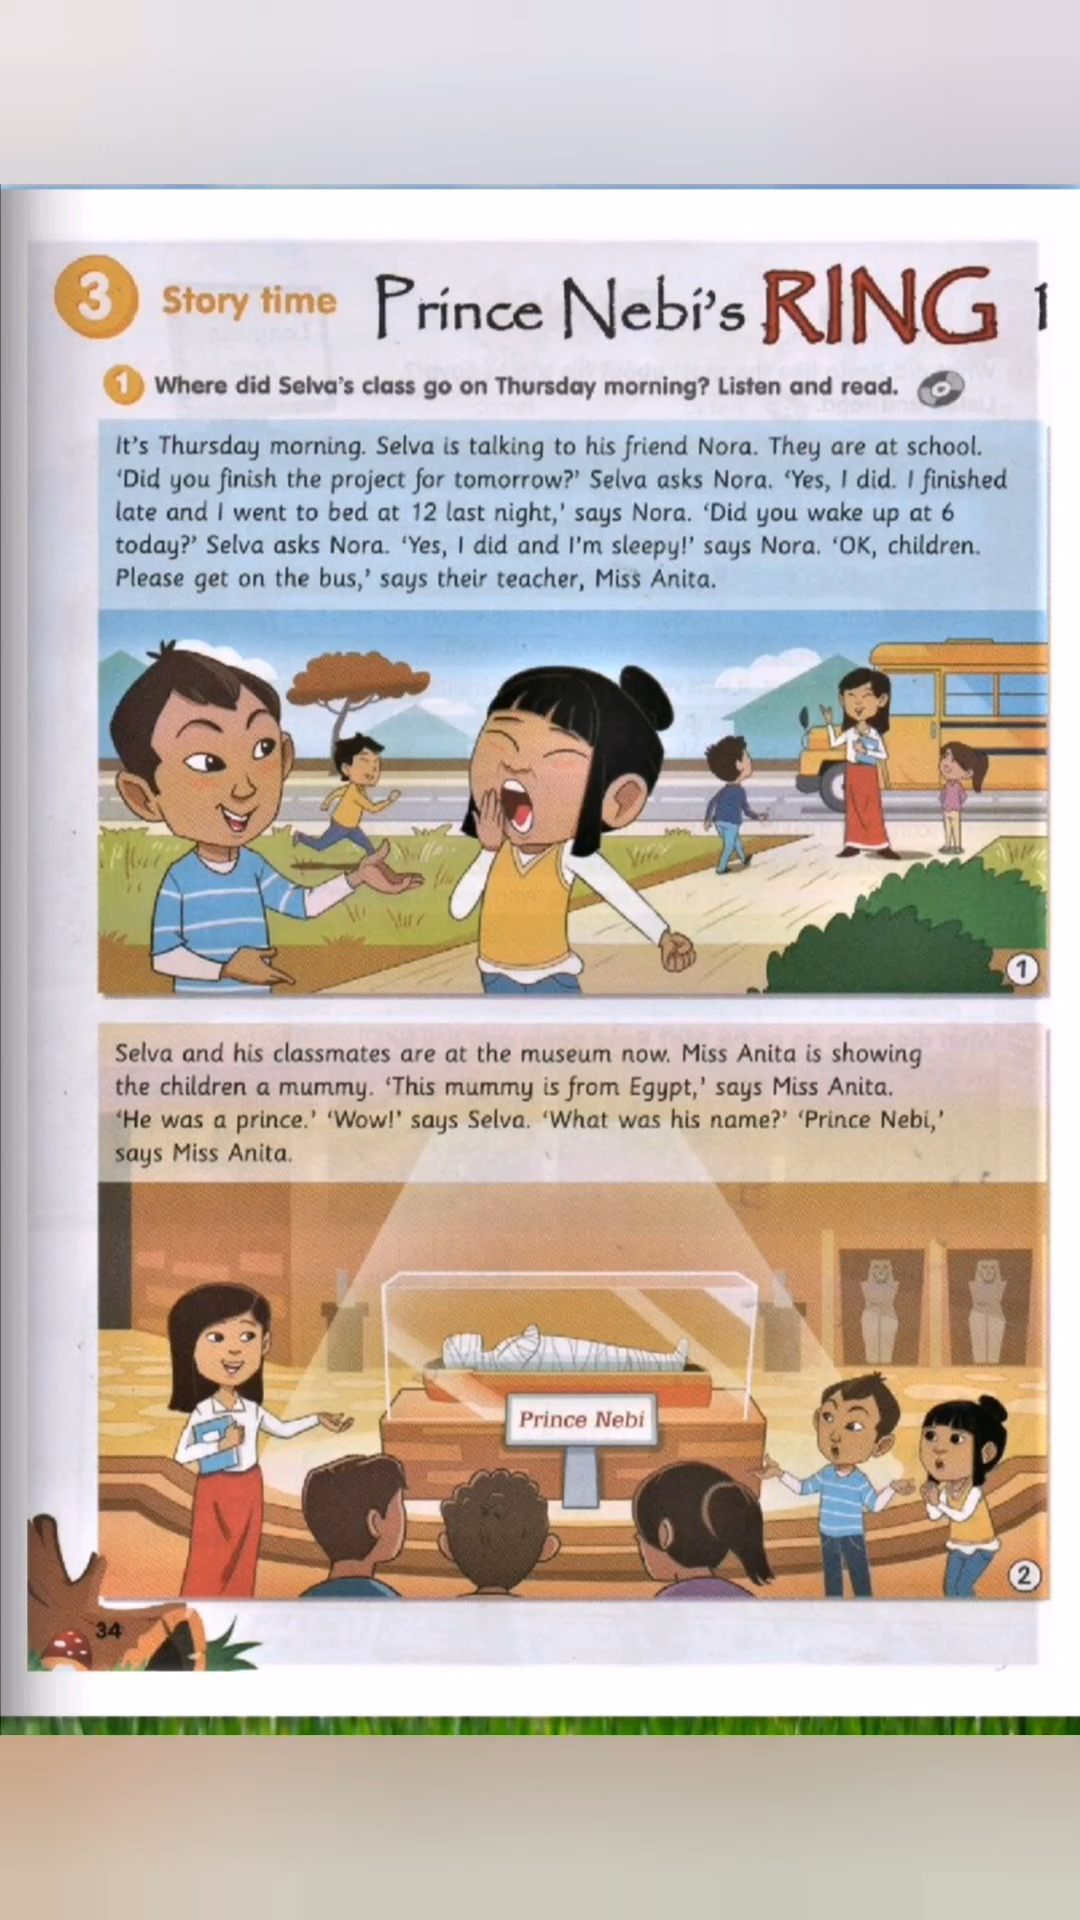 3 Story time Prince Nebi's RING 1
1 Where did Selva's class go on Thursday morning? Listen and read.
It's Thursday morning. Selva is talking to his friend Nora. They are at school.
‘Did you finish the project for tomorrow?’ Selva asks Nora. ‘Yes, I did. I finished
late and I went to bed at 12 last night,’ says Nora. ‘Did you wake up at 6
today?’ Selva asks Nora. ‘Yes, I did and I'm sleepy!’ says Nora. ‘OK, children.
Please get on the bus,’ says their teacher, Miss Anita.
1
Selva and his classmates are at the museum now. Miss Anita is showing
the children a mummy. ‘This mummy is from Egypt,’ says Miss Anita.
‘He was a prince.’ ‘Wow!’ says Selva. ‘What was his name?’ ‘Prince Nebi,’
says Miss Anita.
Prince Nebi
2
34